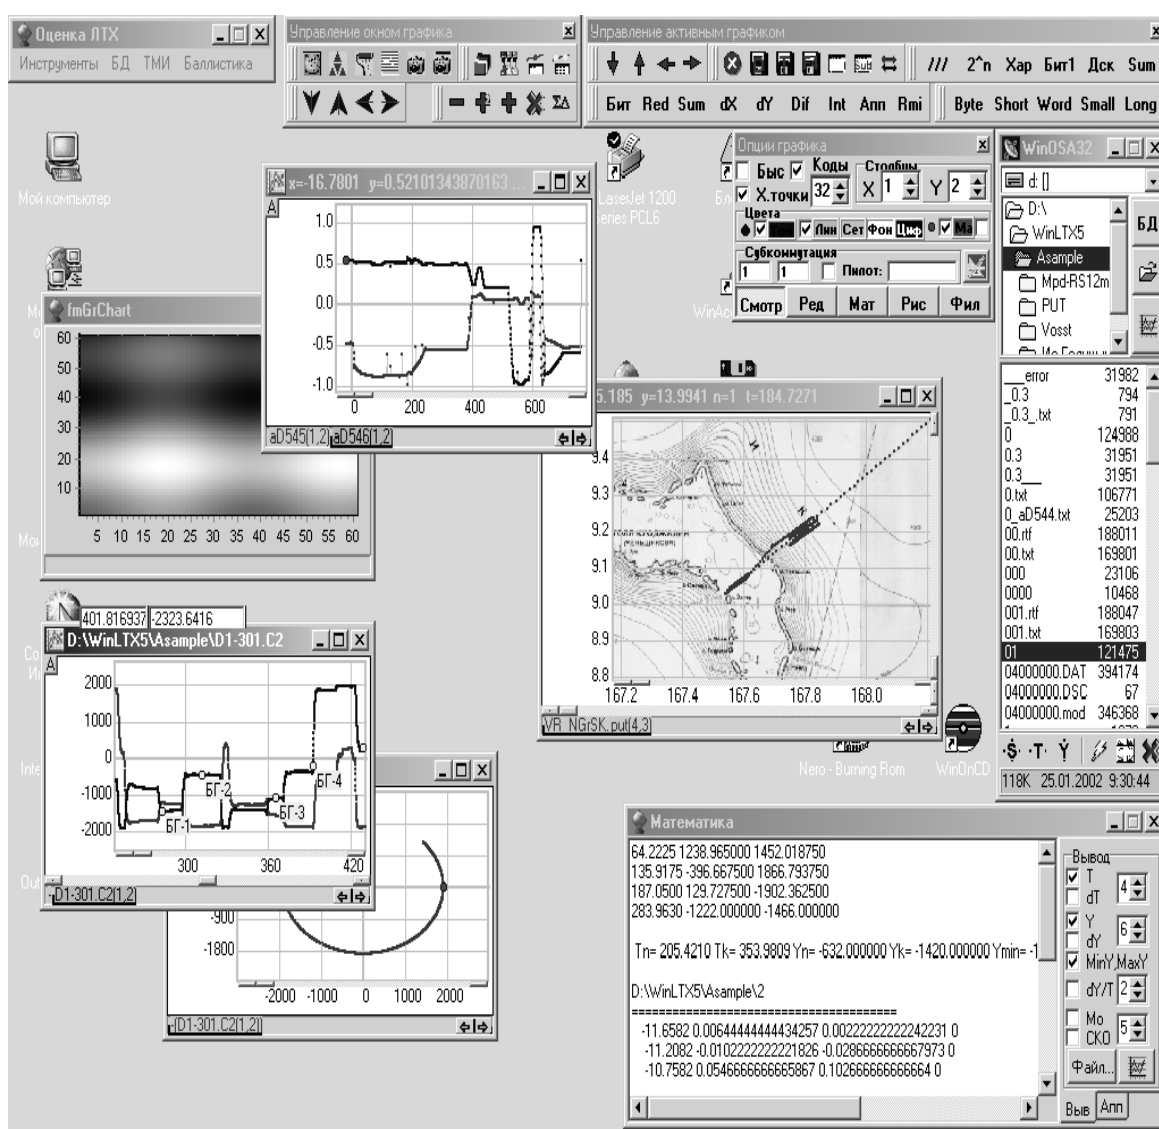 Оценка ЛТХ
Инструменты БД ТМИ Баллистика
Управление окном графика
Управление активным графиком
/// 2^n Хар Бит1 Дск Sum
Бит Red Sum dX dY Dif Int Апп Rmi Byte Short Word Small Long
Мой компьютер
LaserJet 1200
Series PCL6
x=-16.7801 y=0.52101343870163 ...
A
1.0
0.5
0.0
-0.5
-1.0
0 200 400 600
aD545(1,2) aD546(1,2)
Опции графика
Быс Коды Столбцы
Х.точки 32 X 1 Y 2
Цвета
Лин Сет Фон Циф Ма
Субкоммутация
1 1 Пилот:
Смотр Ред Мат Рис Фил
WinOSA32
d: []
D:\
WinLTX5
Asample
Mpd-RS12m
PUT
Vosst
БД
___error 31982
_0.3 794
_0.3_.txt 791
0 124988
0.3 31951
0.3___ 31951
0.txt 106771
0_aD544.txt 25203
00.rtf 188011
00.txt 169801
000 23106
0000 10468
001.rtf 188047
001.txt 169803
01 121475
04000000.DAT 394174
04000000.DSC 67
04000000.mod 346368
118K 25.01.2002 9:30:44
fmGrChart
60
50
40
30
20
10
5 10 15 20 25 30 35 40 45 50 55 60
5.185 y=13.9941 n=1 t=184.7271
9.4
9.3
9.2
9.1
9.0
8.9
8.8
167.2 167.4 167.6 167.8 168.0
VR_NGrSK.put(4,3)
Nero - Burning Rom
WinOnCD
401.816937 -2323.6416
D:\WinLTX5\Asample\D1-301.C2
A
2000
1000
0
-1000
-2000
БГ-1
БГ-2
БГ-3
БГ-4
300 360 420
D1-301.C2(1,2)
-900
-1800
-2000 -1000 0 1000 2000
(D1-301.C2(1,2))
Математика
64.2225 1238.965000 1452.018750
135.9175 -396.667500 1866.793750
187.0500 129.727500 -1902.362500
283.9630 -1222.000000 -1466.000000
Tn= 205.4210 Tk= 353.9809 Yn= -632.000000 Yk= -1420.000000 Ymin= -1
D:\WinLTX5\Asample\2
======================================
-11.6582 0.00644444444434257 0.00222222222242231 0
-11.2082 -0.0102222222221826 -0.0286666666667973 0
-10.7582 0.0546666666665867 0.102666666666664 0
Вывод
T
dT 4
Y
dY 6
MinY,MaxY
dY/T 2
Mo
СКО 5
Файл...
Выв Апп